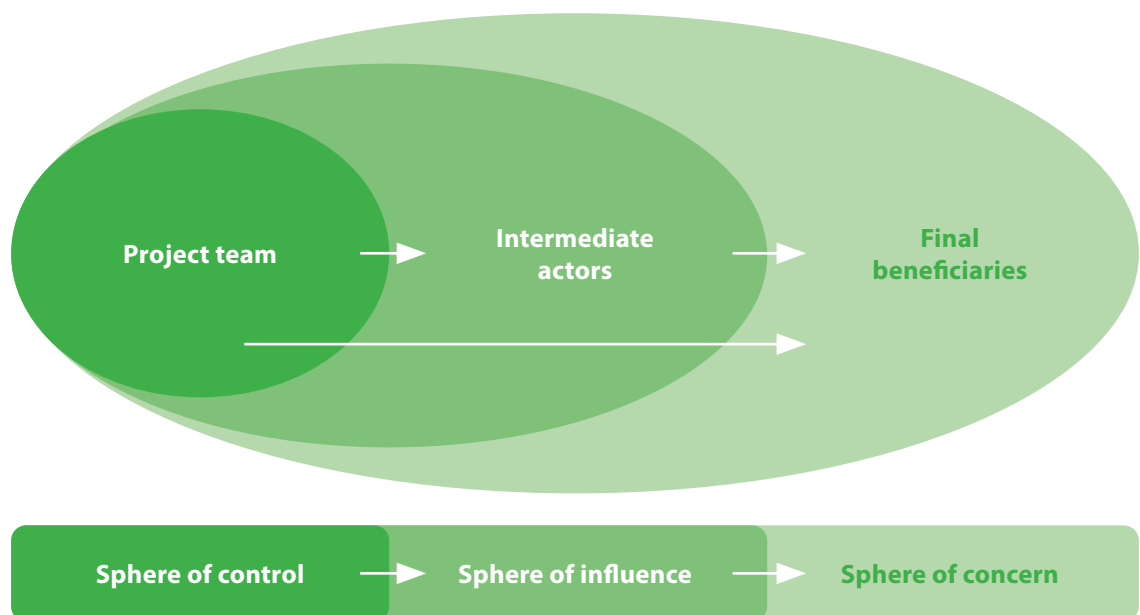 Project team
Intermediate
actors
Final
beneficiaries
Sphere of control
Sphere of influence
Sphere of concern